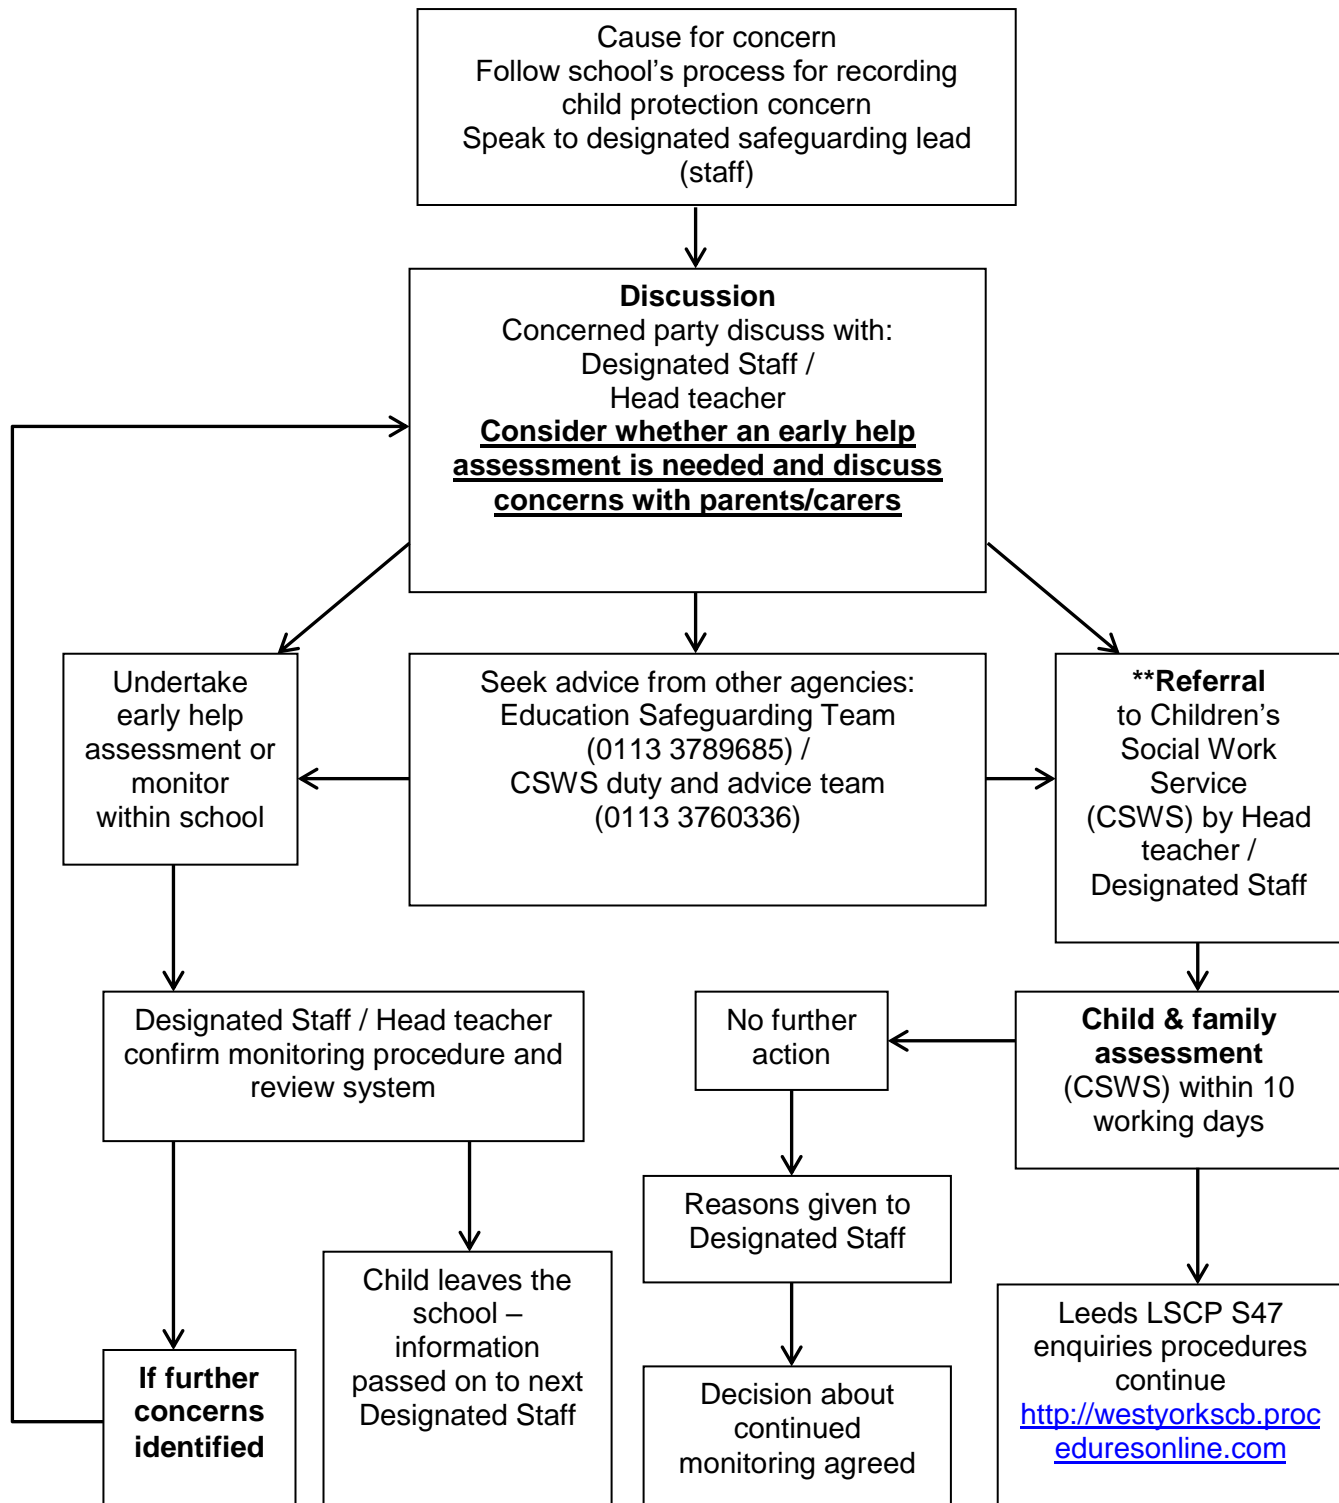 Cause for concern
Follow school’s process for recording
child protection concern
Speak to designated safeguarding lead
(staff)
Discussion
Concerned party discuss with:
Designated Staff /
Head teacher
Consider whether an early help
assessment is needed and discuss
concerns with parents/carers
Undertake
early help
assessment or
monitor
within school
Seek advice from other agencies:
Education Safeguarding Team
(0113 3789685) /
CSWS duty and advice team
(0113 3760336)
**Referral
to Children’s
Social Work
Service
(CSWS) by Head
teacher /
Designated Staff
Designated Staff / Head teacher
confirm monitoring procedure and
review system
No further
action
Child & family
assessment
(CSWS) within 10
working days
Reasons given to
Designated Staff
If further
concerns
identified
Child leaves the
school –
information
passed on to next
Designated Staff
Decision about
continued
monitoring agreed
Leeds LSCP S47
enquiries procedures
continue
http://westyorkscb.proc
eduresonline.com